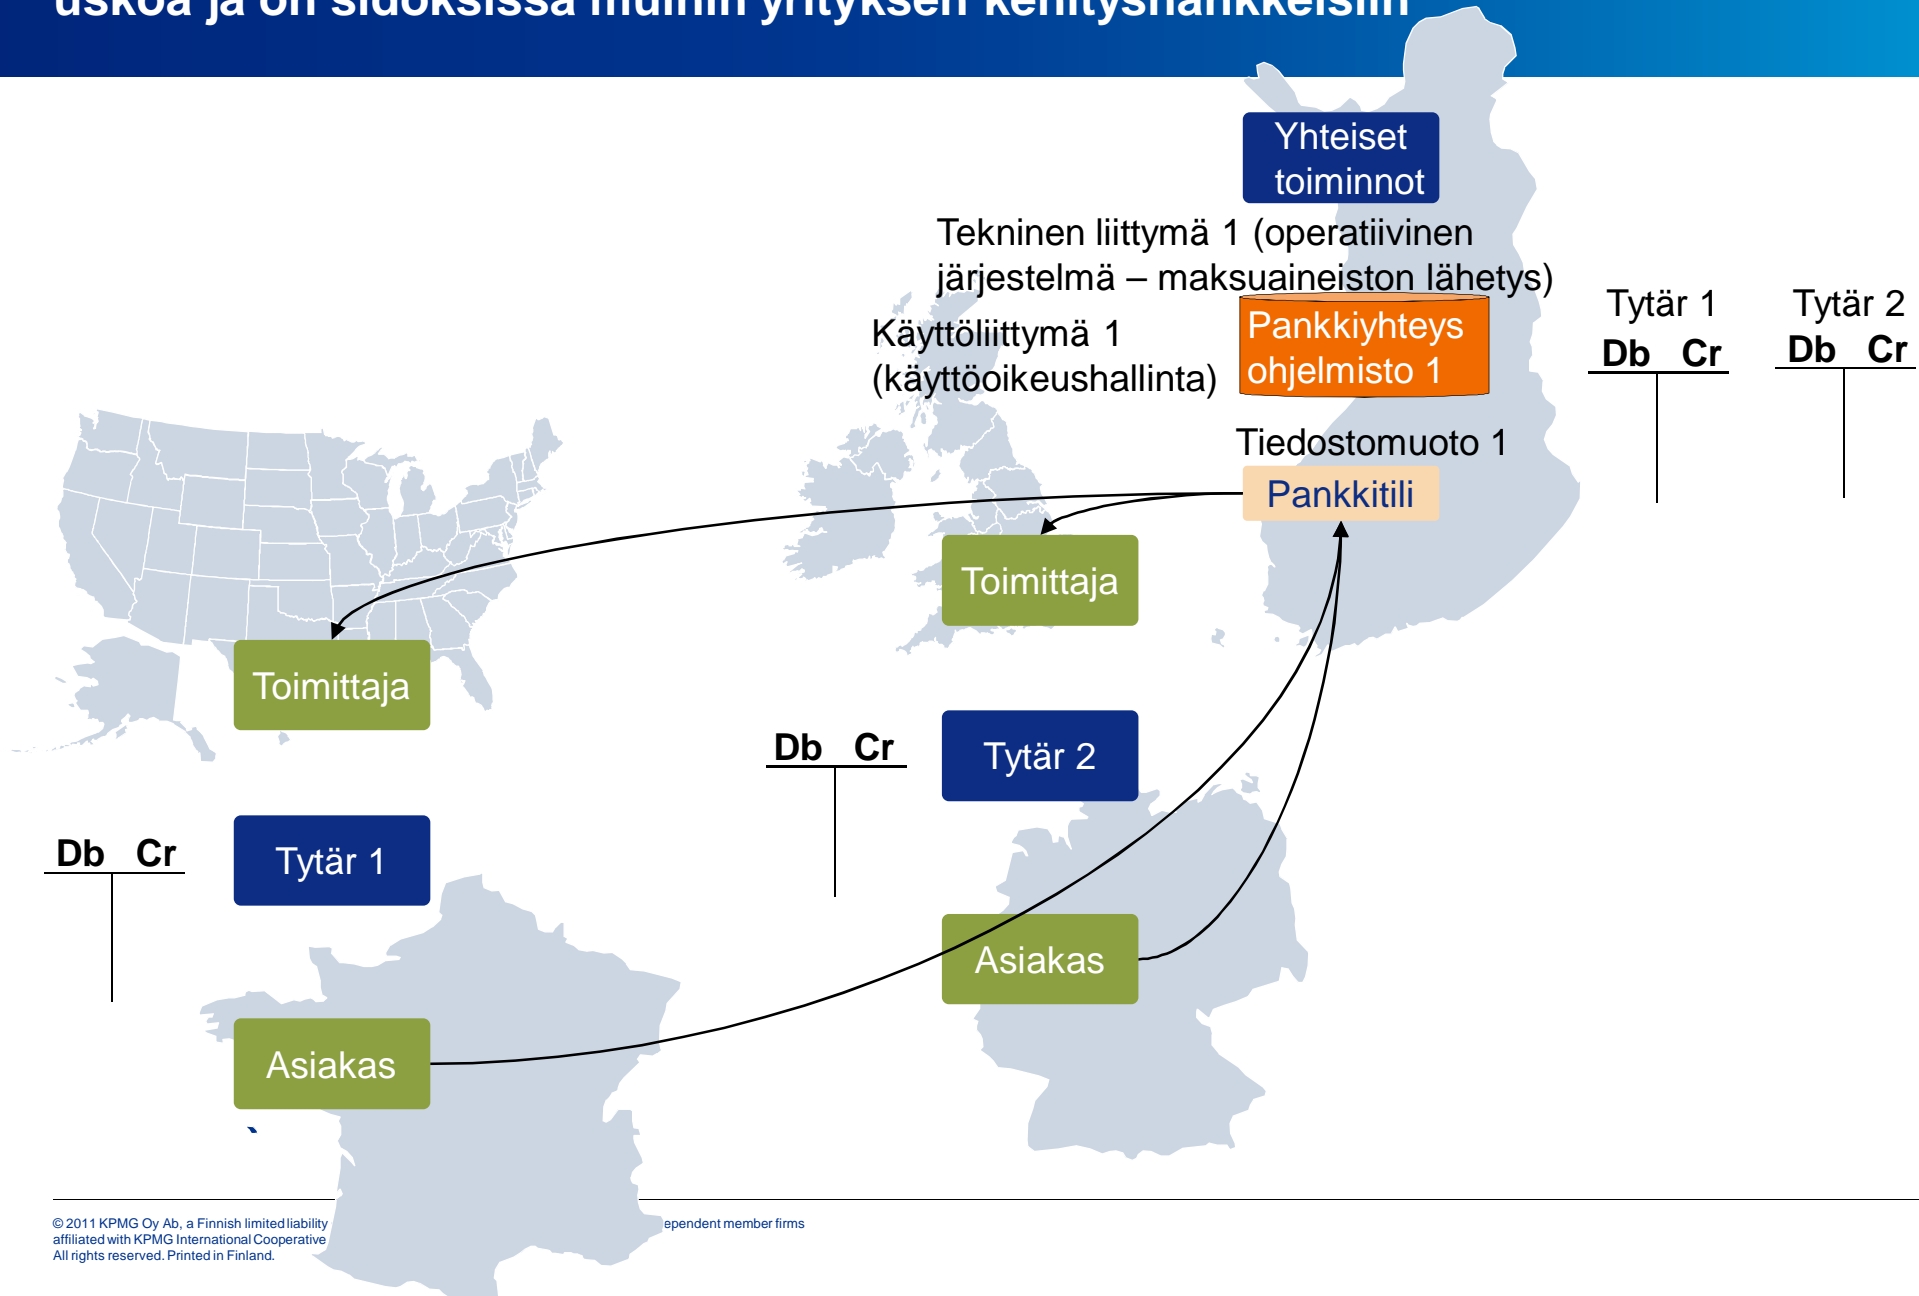 uskoa ja on sidoksissa muihin yrityksen kehityshankkeisiin
Yhteiset
toiminnot
Tekninen liittymä 1 (operatiivinen
järjestelmä – maksuaineiston lähetys)
Käyttöliittymä 1
(käyttöoikeushallinta)
Pankkiyhteys
ohjelmisto 1
Tytär 1
Db Cr
Tytär 2
Db Cr
Tiedostomuoto 1
Pankkitili
Toimittaja
Toimittaja
Db Cr
Tytär 2
Db Cr
Tytär 1
Asiakas
Asiakas
© 2011 KPMG Oy Ab, a Finnish limited liability
member firms
affiliated with KPMG International Cooperative
All rights reserved. Printed in Finland.